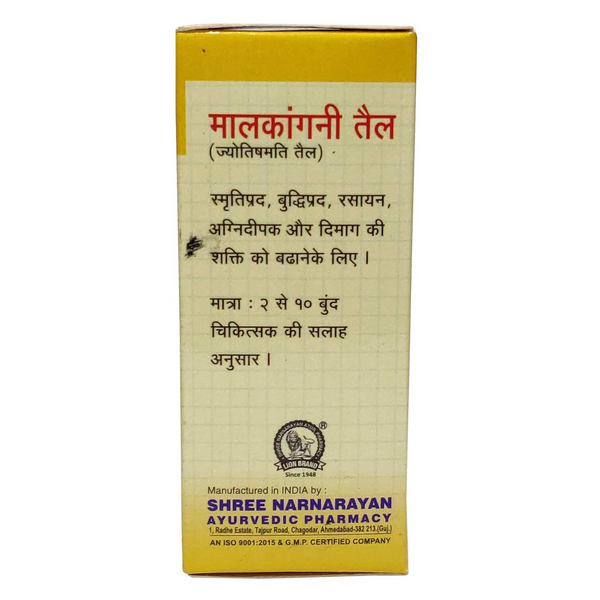 मालकांगनी तैल
(ज्योतिषमति तैल)
स्मृतिप्रद, बुद्धिप्रद, रसायन,
अग्निदीपक और दिमाग की
शक्ति को बढानेके लिए ।
मात्रा : २ से १० बुंद
चिकित्सक की सलाह
अनुसार ।
®
LION BRAND
Since 1948
Manufactured in INDIA by :
SHREE NARNARAYAN
AYURVEDIC PHARMACY
1, Radhe Estate, Tajpur Road, Chagodar, Ahmedabad-382 213.(Guj.)
AN ISO 9001:2015 & G.M.P. CERTIFIED COMPANY